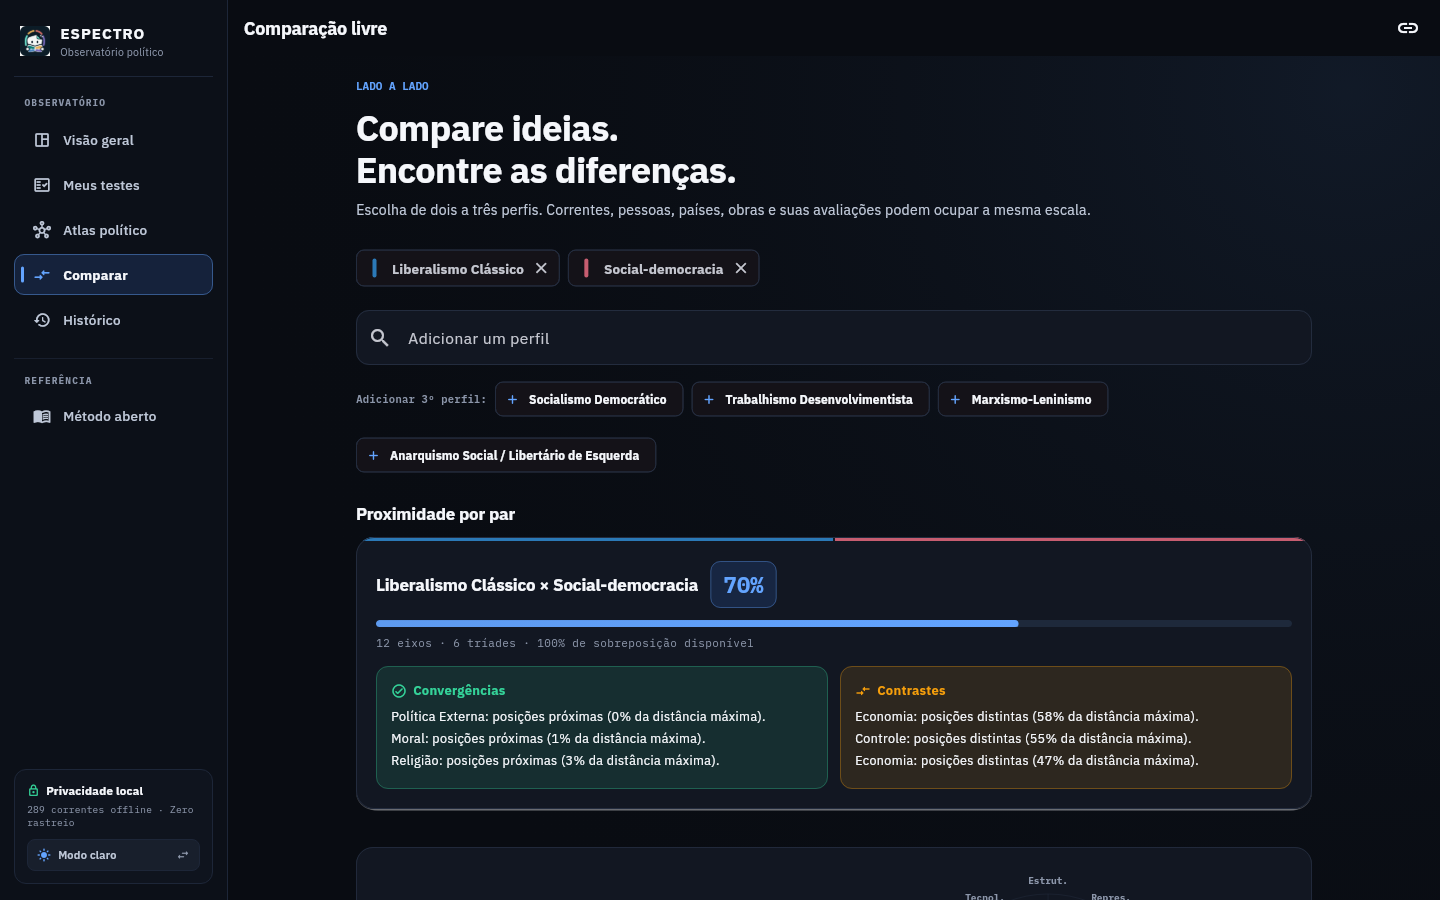 ESPECTRO
Observatório político
OBSERVATÓRIO
Visão geral
Meus testes
Atlas político
Comparar
Histórico
REFERÊNCIA
Método aberto
Privacidade local
289 correntes offline · Zero
rastreio
Modo claro
Comparação livre
LADO A LADO
Compare ideias.
Encontre as diferenças.
Escolha de dois a três perfis. Correntes, pessoas, países, obras e suas avaliações podem ocupar a mesma escala.
Liberalismo Clássico
Social-democracia
Adicionar um perfil
Adicionar 3º perfil:
Socialismo Democrático
Trabalhismo Desenvolvimentista
Marxismo-Leninismo
Anarquismo Social / Libertário de Esquerda
Proximidade por par
Liberalismo Clássico × Social-democracia
70%
12 eixos · 6 tríades · 100% de sobreposição disponível
Convergências
Política Externa: posições próximas (0% da distância máxima).
Moral: posições próximas (1% da distância máxima).
Religião: posições próximas (3% da distância máxima).
Contrastes
Economia: posições distintas (58% da distância máxima).
Controle: posições distintas (55% da distância máxima).
Economia: posições distintas (47% da distância máxima).
Estrut.
Tecnol.
Repres.